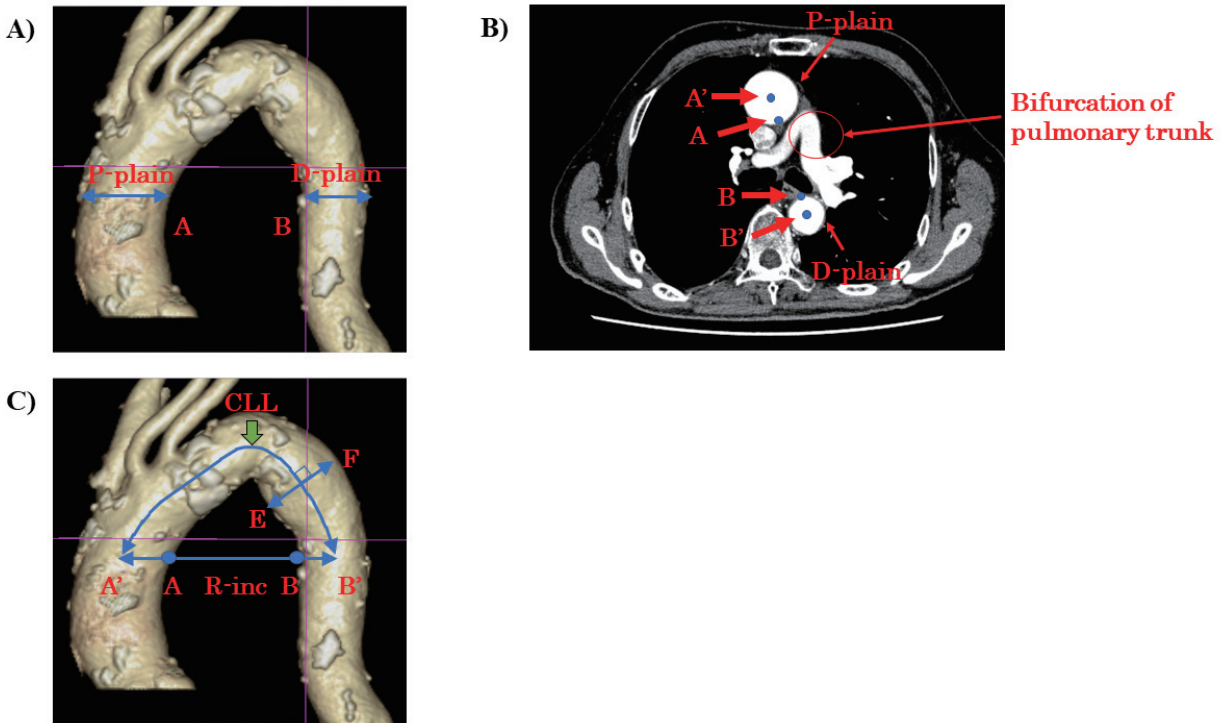 A)
P-plain
D-plain
A
B
B)
P-plain
A’
A
Bifurcation of
pulmonary trunk
B
B’
D-plain
C)
CLL
F
E
A’
A
R-inc
B
B’